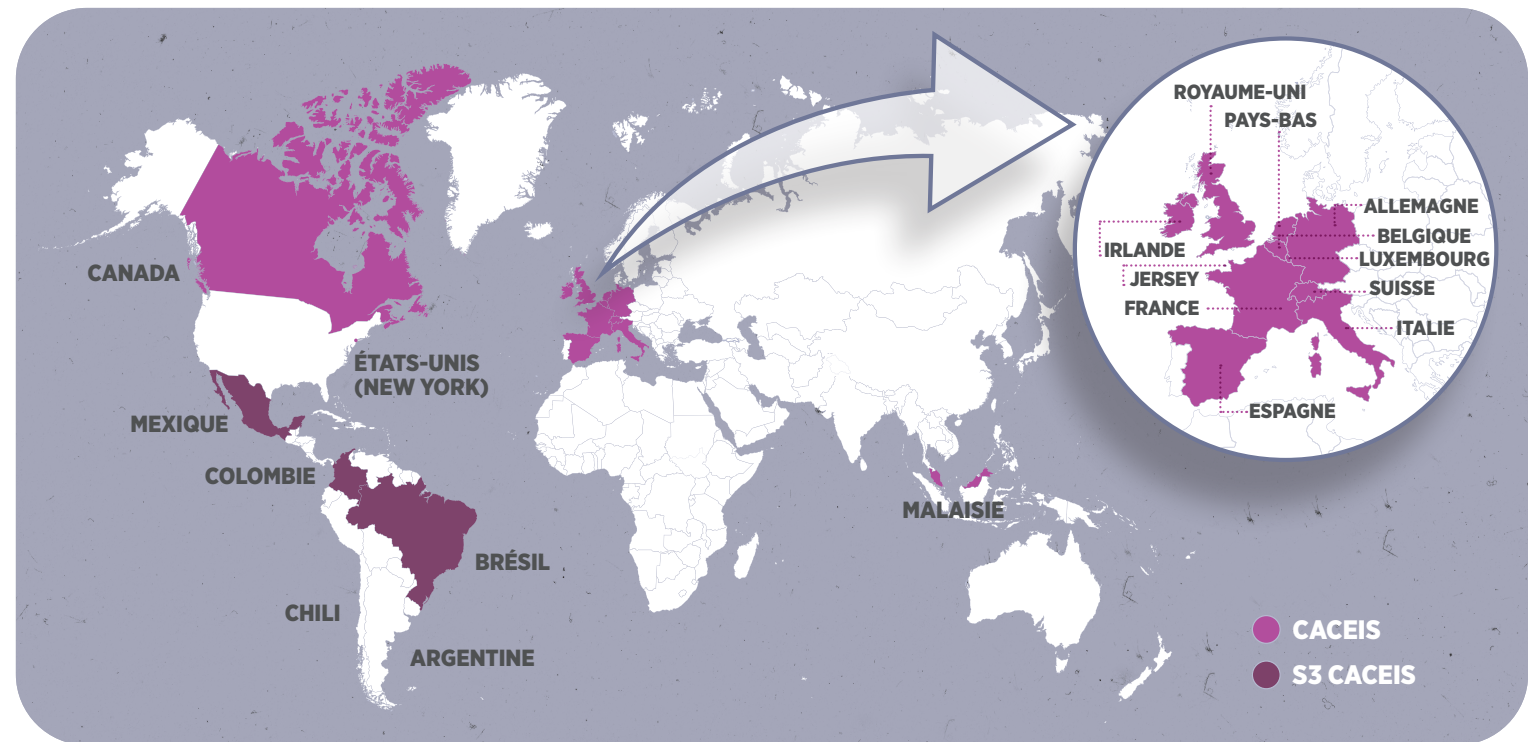 ROYAUME-UNI
PAYS-BAS
ALLEMAGNE
BELGIQUE
IRLANDE
LUXEMBOURG
JERSEY
SUISSE
FRANCE
ITALIE
ESPAGNE
CANADA
ÉTATS-UNIS
(NEW YORK)
MEXIQUE
COLOMBIE
MALAISIE
BRÉSIL
CHILI
ARGENTINE
CACEIS
S3 CACEIS